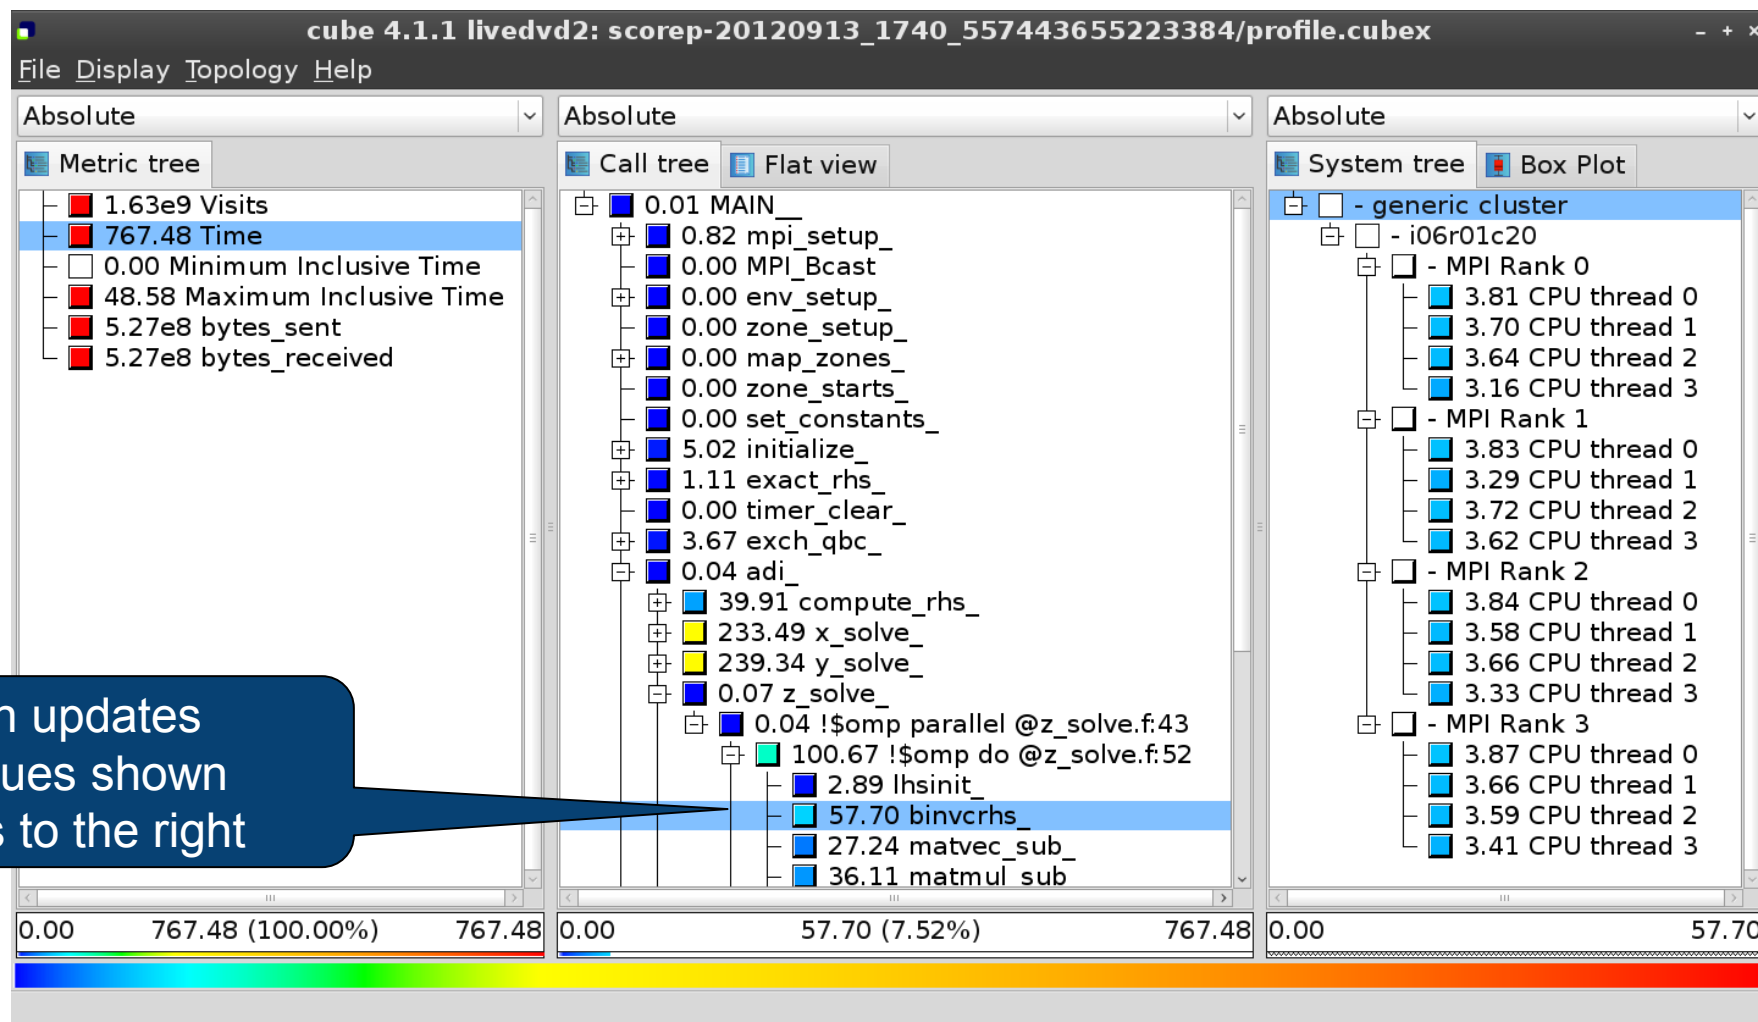 cube 4.1.1 livedvd2: scorep-20120913_1740_557443655223384/profile.cubex
File Display Topology Help
Absolute
Metric tree
1.63e9 Visits
767.48 Time
0.00 Minimum Inclusive Time
48.58 Maximum Inclusive Time
5.27e8 bytes_sent
5.27e8 bytes_received
updates
shown
to the right
0.00 767.48 (100.00%) 767.48
Absolute
Call tree Flat view
0.01 MAIN__
0.82 mpi_setup_
0.00 MPI_Bcast
0.00 env_setup_
0.00 zone_setup_
0.00 map_zones_
0.00 zone_starts_
0.00 set_constants_
5.02 initialize_
1.11 exact_rhs_
0.00 timer_clear_
3.67 exch_qbc_
0.04 adi_
39.91 compute_rhs_
233.49 x_solve_
239.34 y_solve_
0.07 z_solve_
0.04 !$omp parallel @z_solve.f:43
100.67 !$omp do @z_solve.f:52
2.89 lhsinit_
57.70 binvcrhs_
27.24 matvec_sub_
36.11 matmul_sub
0.00 57.70 (7.52%) 767.48
Absolute
System tree Box Plot
- generic cluster
- i06r01c20
- MPI Rank 0
3.81 CPU thread 0
3.70 CPU thread 1
3.64 CPU thread 2
3.16 CPU thread 3
- MPI Rank 1
3.83 CPU thread 0
3.29 CPU thread 1
3.72 CPU thread 2
3.62 CPU thread 3
- MPI Rank 2
3.84 CPU thread 0
3.58 CPU thread 1
3.66 CPU thread 2
3.33 CPU thread 3
- MPI Rank 3
3.87 CPU thread 0
3.66 CPU thread 1
3.59 CPU thread 2
3.41 CPU thread 3
0.00 57.70